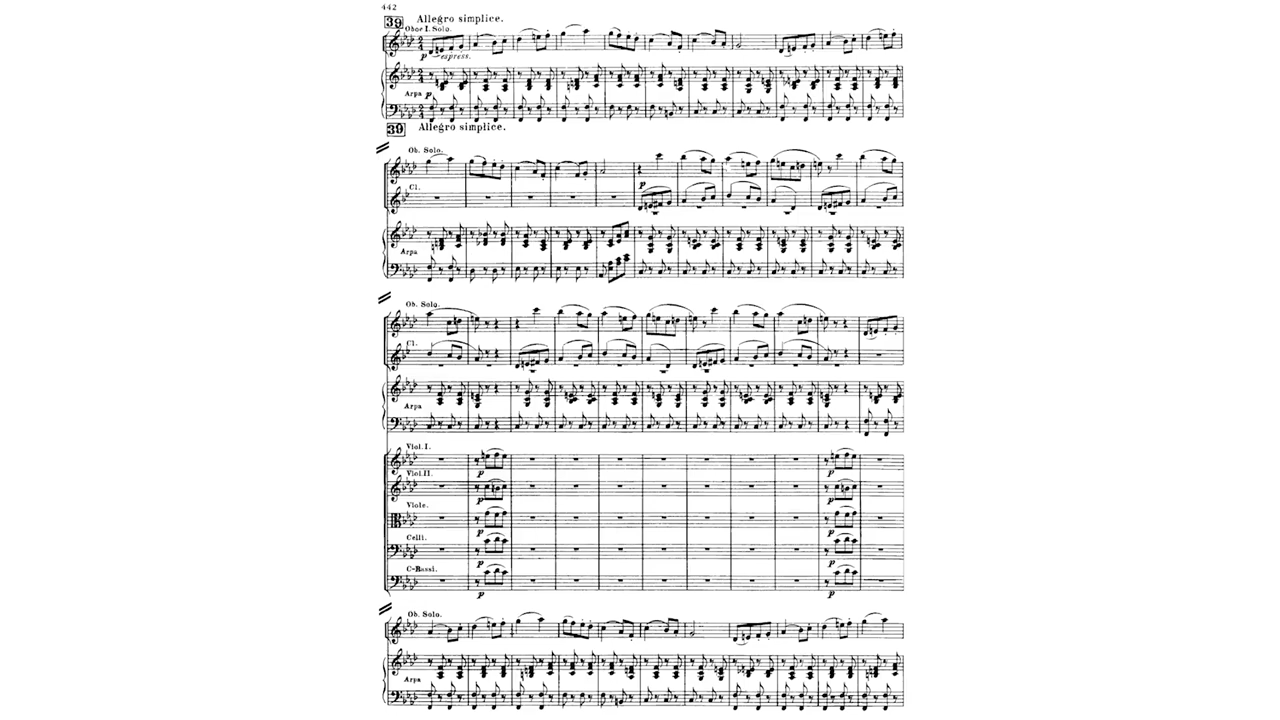 442
39 Allegro simplice.
Oboe I. Solo.
p espress.
Arpa p
39 Allegro simplice.
Ob. Solo.
p
Cl.
Arpa
Ob. Solo.
Cl.
Arpa
Viol. I.
p p
Viol. II.
p p
Viole.
p p
Celli.
p p
C-Bassi.
p p
Ob. Solo.
Arpa